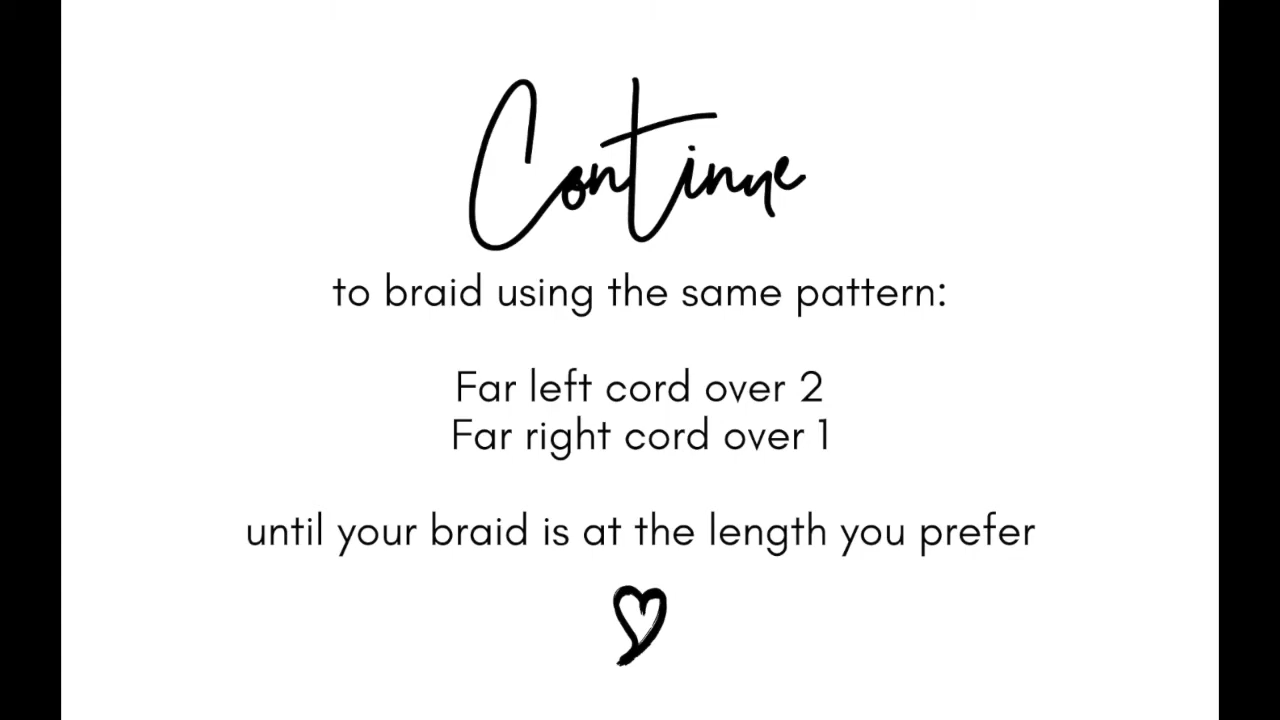 Continue
to braid using the same pattern:
Far left cord over 2
Far right cord over 1
until your braid is at the length you prefer